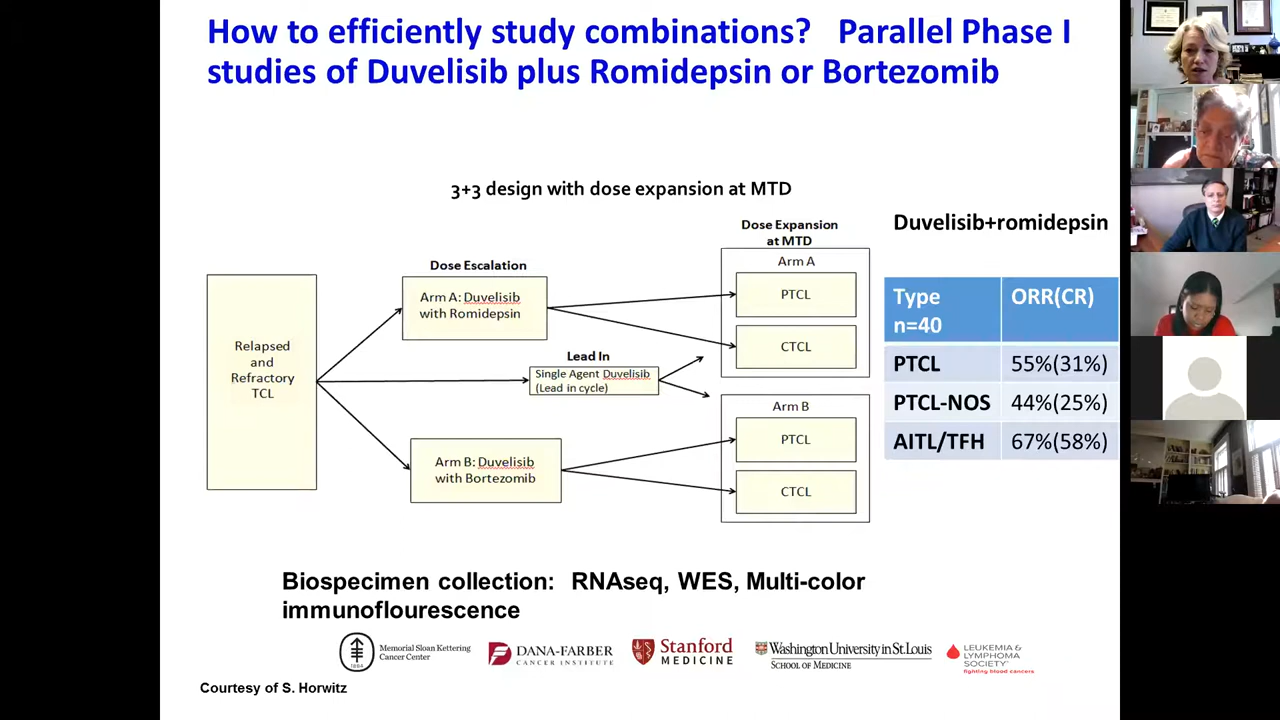 How to efficiently study combinations? Parallel Phase I
studies of Duvelisib plus Romidepsin or Bortezomib
3+3 design with dose expansion at MTD
Dose Escalation
Dose Expansion
at MTD
Relapsed
and
Refractory
TCL
Arm A: Duvelisib
with Romidepsin
Lead In
Single Agent Duvelisib
(Lead in cycle)
Arm B: Duvelisib
with Bortezomib
Arm A
PTCL
CTCL
Arm B
PTCL
CTCL
Duvelisib+romidepsin
Type ORR(CR)
n=40
PTCL 55%(31%)
PTCL-NOS 44%(25%)
AITL/TFH 67%(58%)
Biospecimen collection: RNAseq, WES, Multi-color
immunoflourescence
1884
Memorial Sloan Kettering
Cancer Center
DANA-FARBER
CANCER INSTITUTE
Stanford
MEDICINE
Washington University in St. Louis
SCHOOL OF MEDICINE
LEUKEMIA &
LYMPHOMA
SOCIETY
fighting blood cancers
Courtesy of S. Horwitz